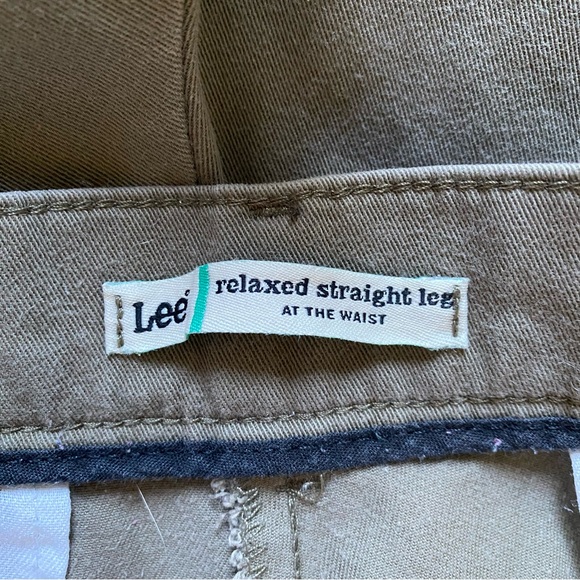 Lee
relaxed straight leg
AT THE WAIST